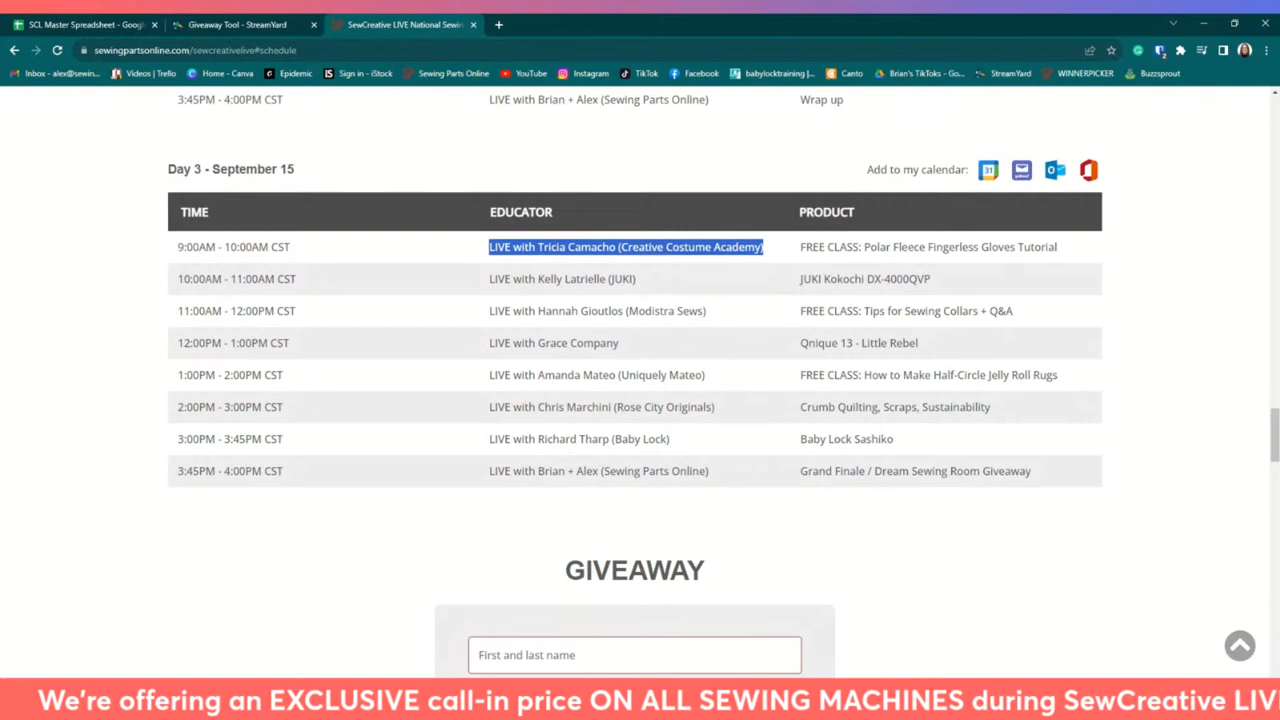 SCL Master Spreadsheet - Google
Giveaway Tool - StreamYard
SewCreative LIVE National Sewin
sewingpartsonline.com/sewcreativelive#schedule
Inbox - alex@sewin... Videos | Trello Home - Canva Epidemic Sign in - iStock Sewing Parts Online YouTube Instagram TikTok Facebook babylocktraining |... Canto Brian's TikToks - Go... StreamYard WINNERPICKER Buzzsprout
3:45PM - 4:00PM CST LIVE with Brian + Alex (Sewing Parts Online) Wrap up
Day 3 - September 15 Add to my calendar: 31
TIME EDUCATOR PRODUCT
9:00AM - 10:00AM CST LIVE with Tricia Camacho (Creative Costume Academy) FREE CLASS: Polar Fleece Fingerless Gloves Tutorial
10:00AM - 11:00AM CST LIVE with Kelly Latrielle (JUKI) JUKI Kokochi DX-4000QVP
11:00AM - 12:00PM CST LIVE with Hannah Gioutlos (Modistra Sews) FREE CLASS: Tips for Sewing Collars + Q&A
12:00PM - 1:00PM CST LIVE with Grace Company Qnique 13 - Little Rebel
1:00PM - 2:00PM CST LIVE with Amanda Mateo (Uniquely Mateo) FREE CLASS: How to Make Half-Circle Jelly Roll Rugs
2:00PM - 3:00PM CST LIVE with Chris Marchini (Rose City Originals) Crumb Quilting, Scraps, Sustainability
3:00PM - 3:45PM CST LIVE with Richard Tharp (Baby Lock) Baby Lock Sashiko
3:45PM - 4:00PM CST LIVE with Brian + Alex (Sewing Parts Online) Grand Finale / Dream Sewing Room Giveaway
GIVEAWAY
First and last name
We're offering an EXCLUSIVE call-in price ON ALL SEWING MACHINES during SewCreative LIVE